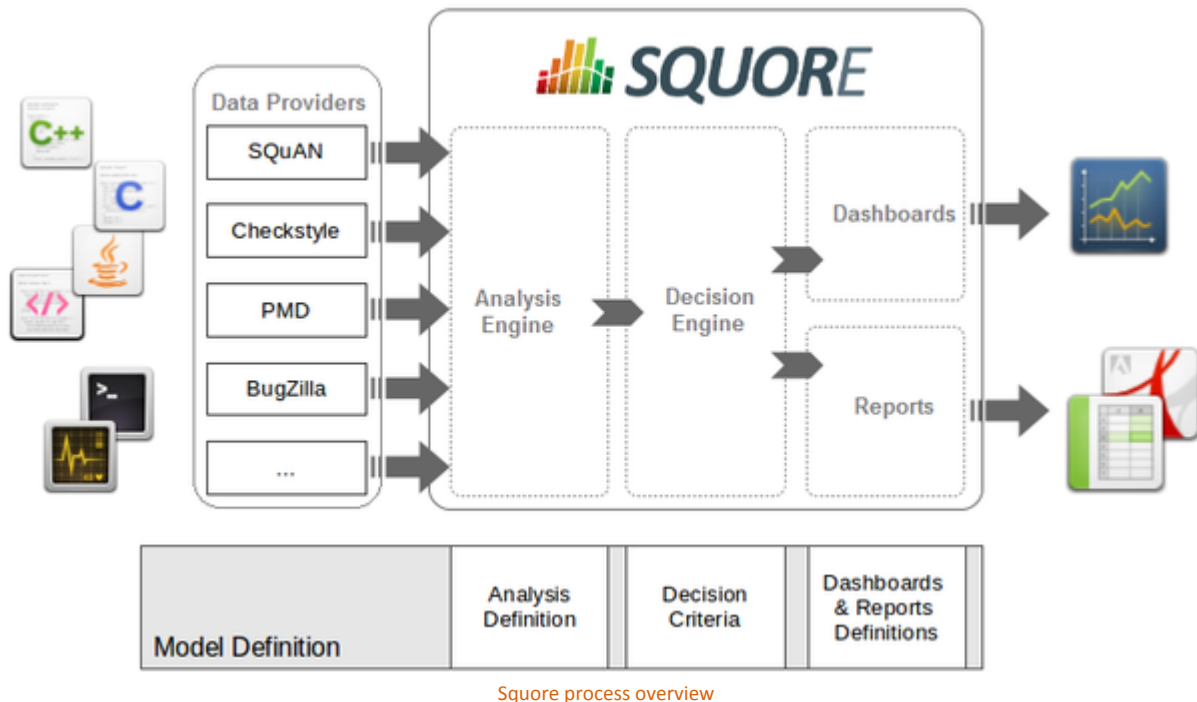 SQUORE
Data Providers
C++
C
</>
>_
SQuAN
Checkstyle
PMD
BugZilla
...
Analysis
Engine
Decision
Engine
Dashboards
Reports
Model Definition
Analysis
Definition
Decision
Criteria
Dashboards
& Reports
Definitions
Squore process overview